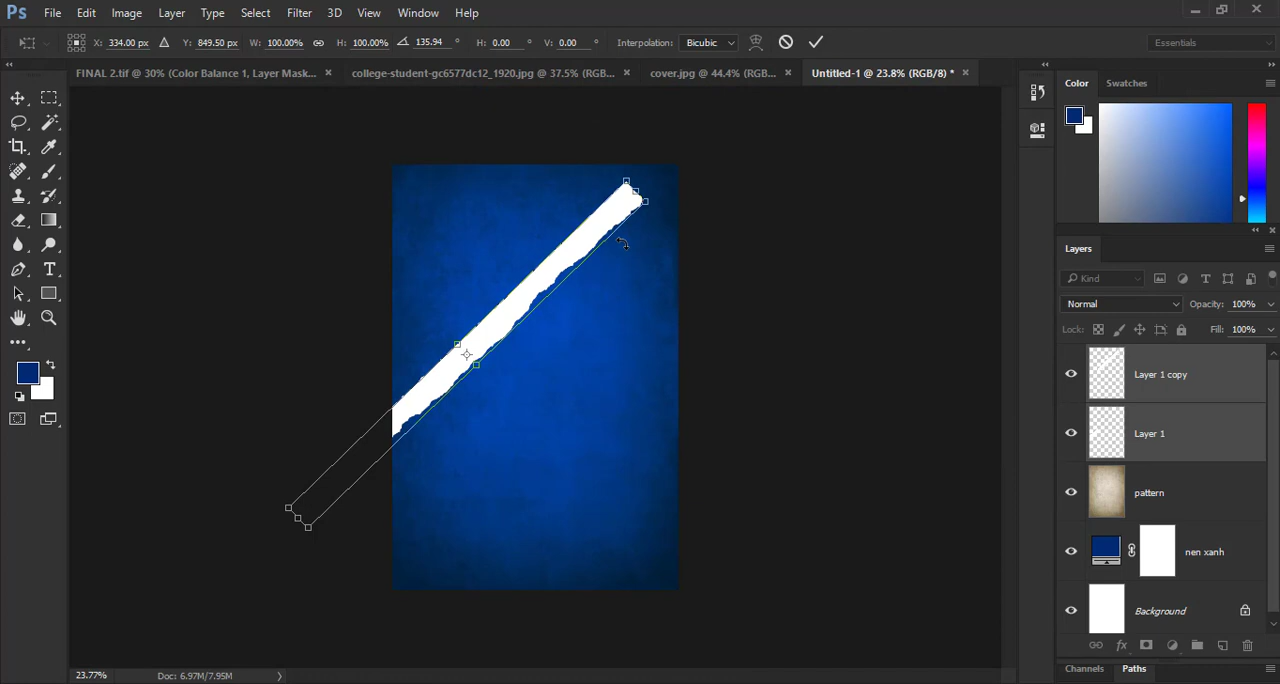 Ps File Edit Image Layer Type Select Filter 3D View Window Help
X: 334.00 px Y: 849.50 px W: 100.00% H: 100.00% 135.94 ° H: 0.00 ° V: 0.00 ° Interpolation: Bicubic Essentials
FINAL 2.tif @ 30% (Color Balance 1, Layer Mask... × college-student-gc6577dc12_1920.jpg @ 37.5% (RGB... × cover.jpg @ 44.4% (RGB... × Untitled-1 @ 23.8% (RGB/8) * ×
Color Swatches
Layers
Kind
Normal Opacity: 100%
Lock: Fill: 100%
Layer 1 copy
Layer 1
pattern
nen xanh
Background
fx
Channels Paths
23.77% Doc: 6.97M/7.95M